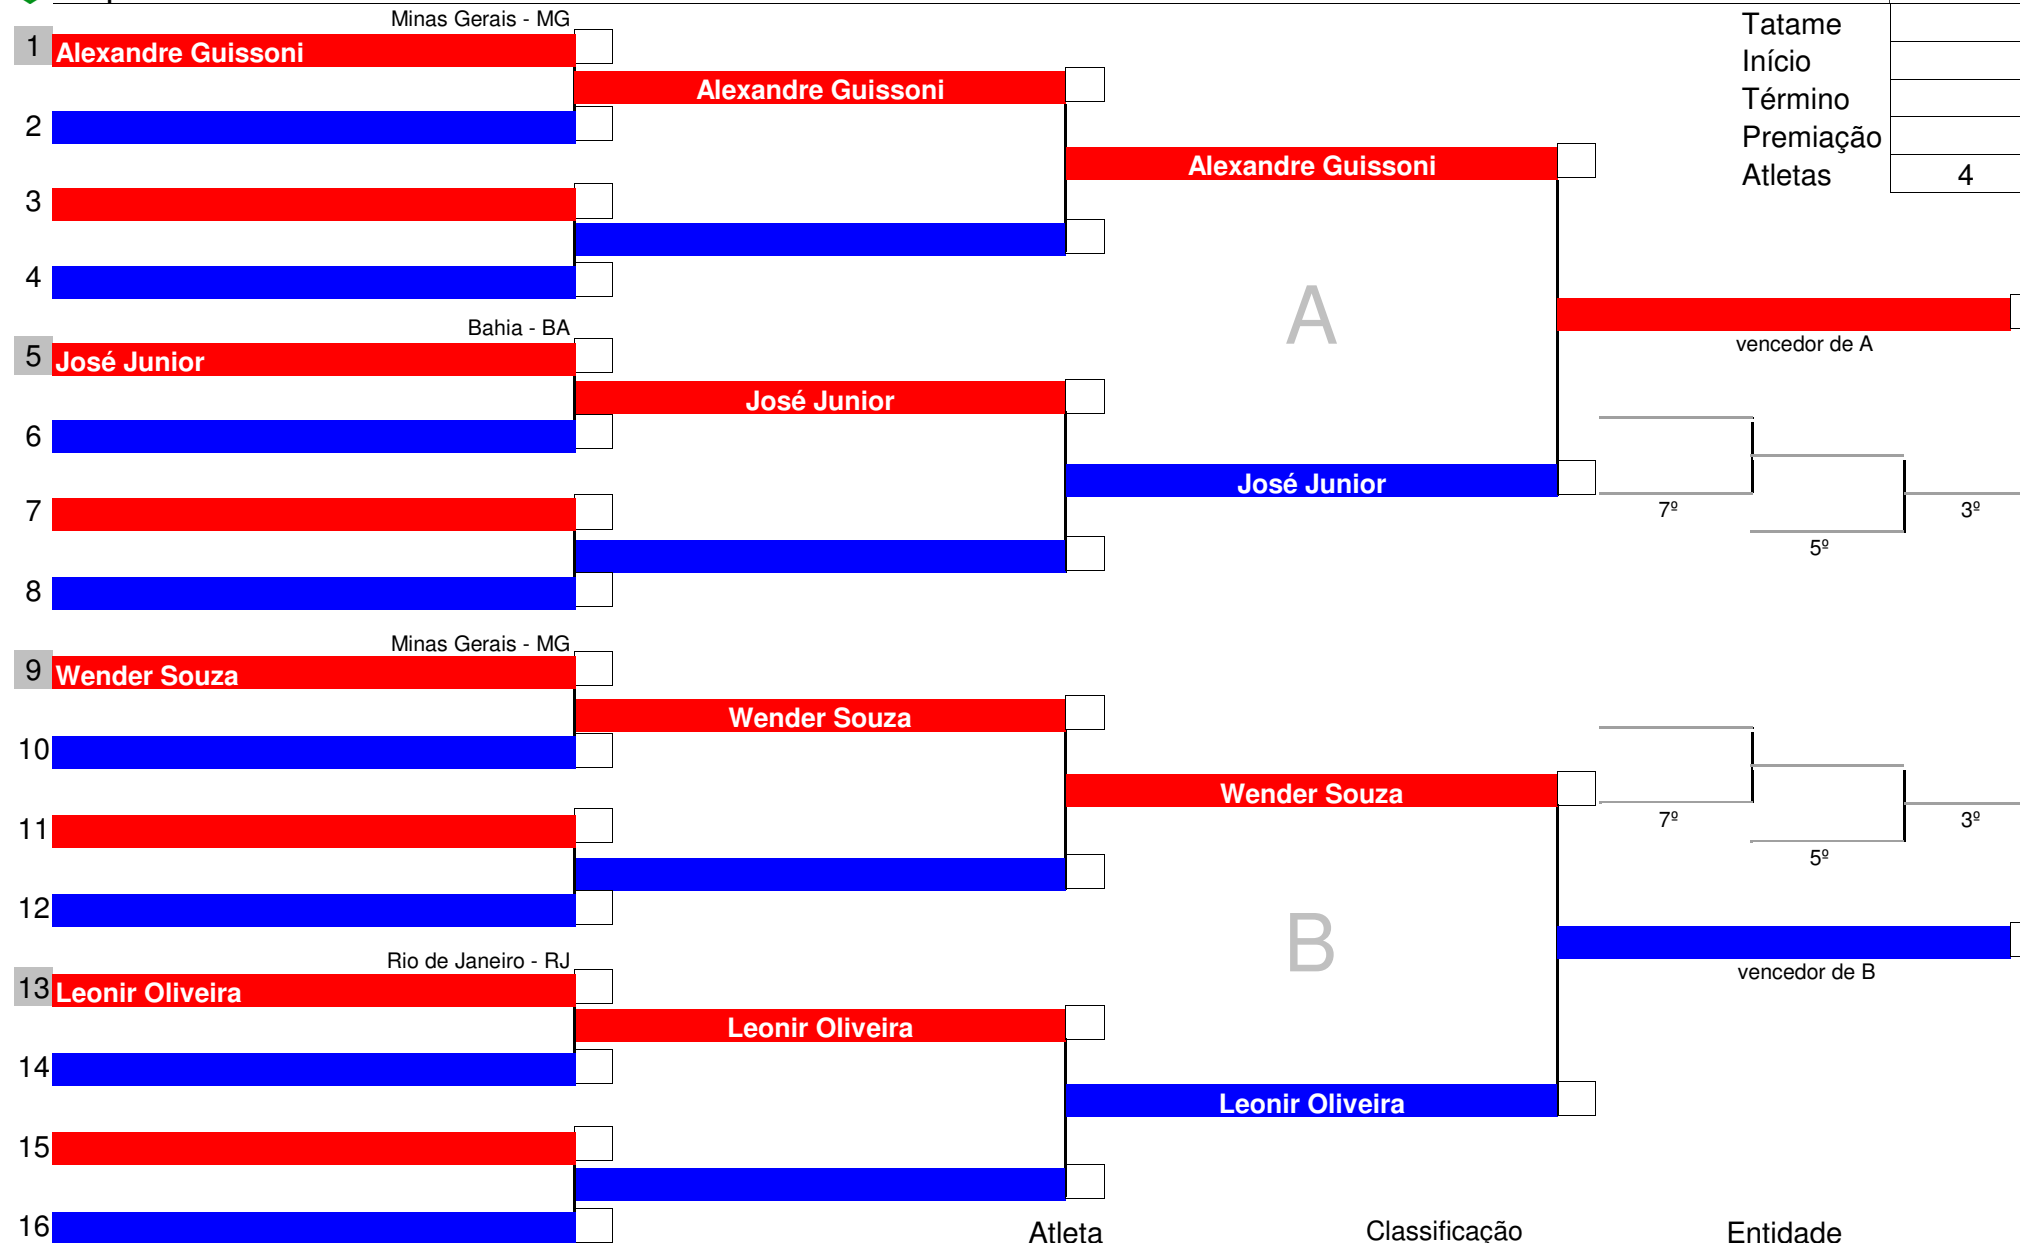 Minas Gerais - MG
1 Alexandre Guissoni
Alexandre Guissoni
2
Alexandre Guissoni
3
4
Bahia - BA
5 José Junior
José Junior
6
José Junior
7
8
A
vencedor de A
7º
5º
3º
Tatame
Início
Término
Premiação
Atletas 4
Minas Gerais - MG
9 Wender Souza
Wender Souza
10
Wender Souza
11
12
Rio de Janeiro - RJ
13 Leonir Oliveira
Leonir Oliveira
14
Leonir Oliveira
15
16
B
7º
5º
3º
vencedor de B
Atleta Classificação Entidade